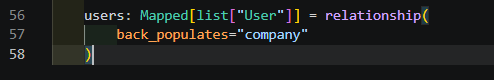 56 users: Mapped[list["User"]] = relationship(
57 back_populates="company"
58 )